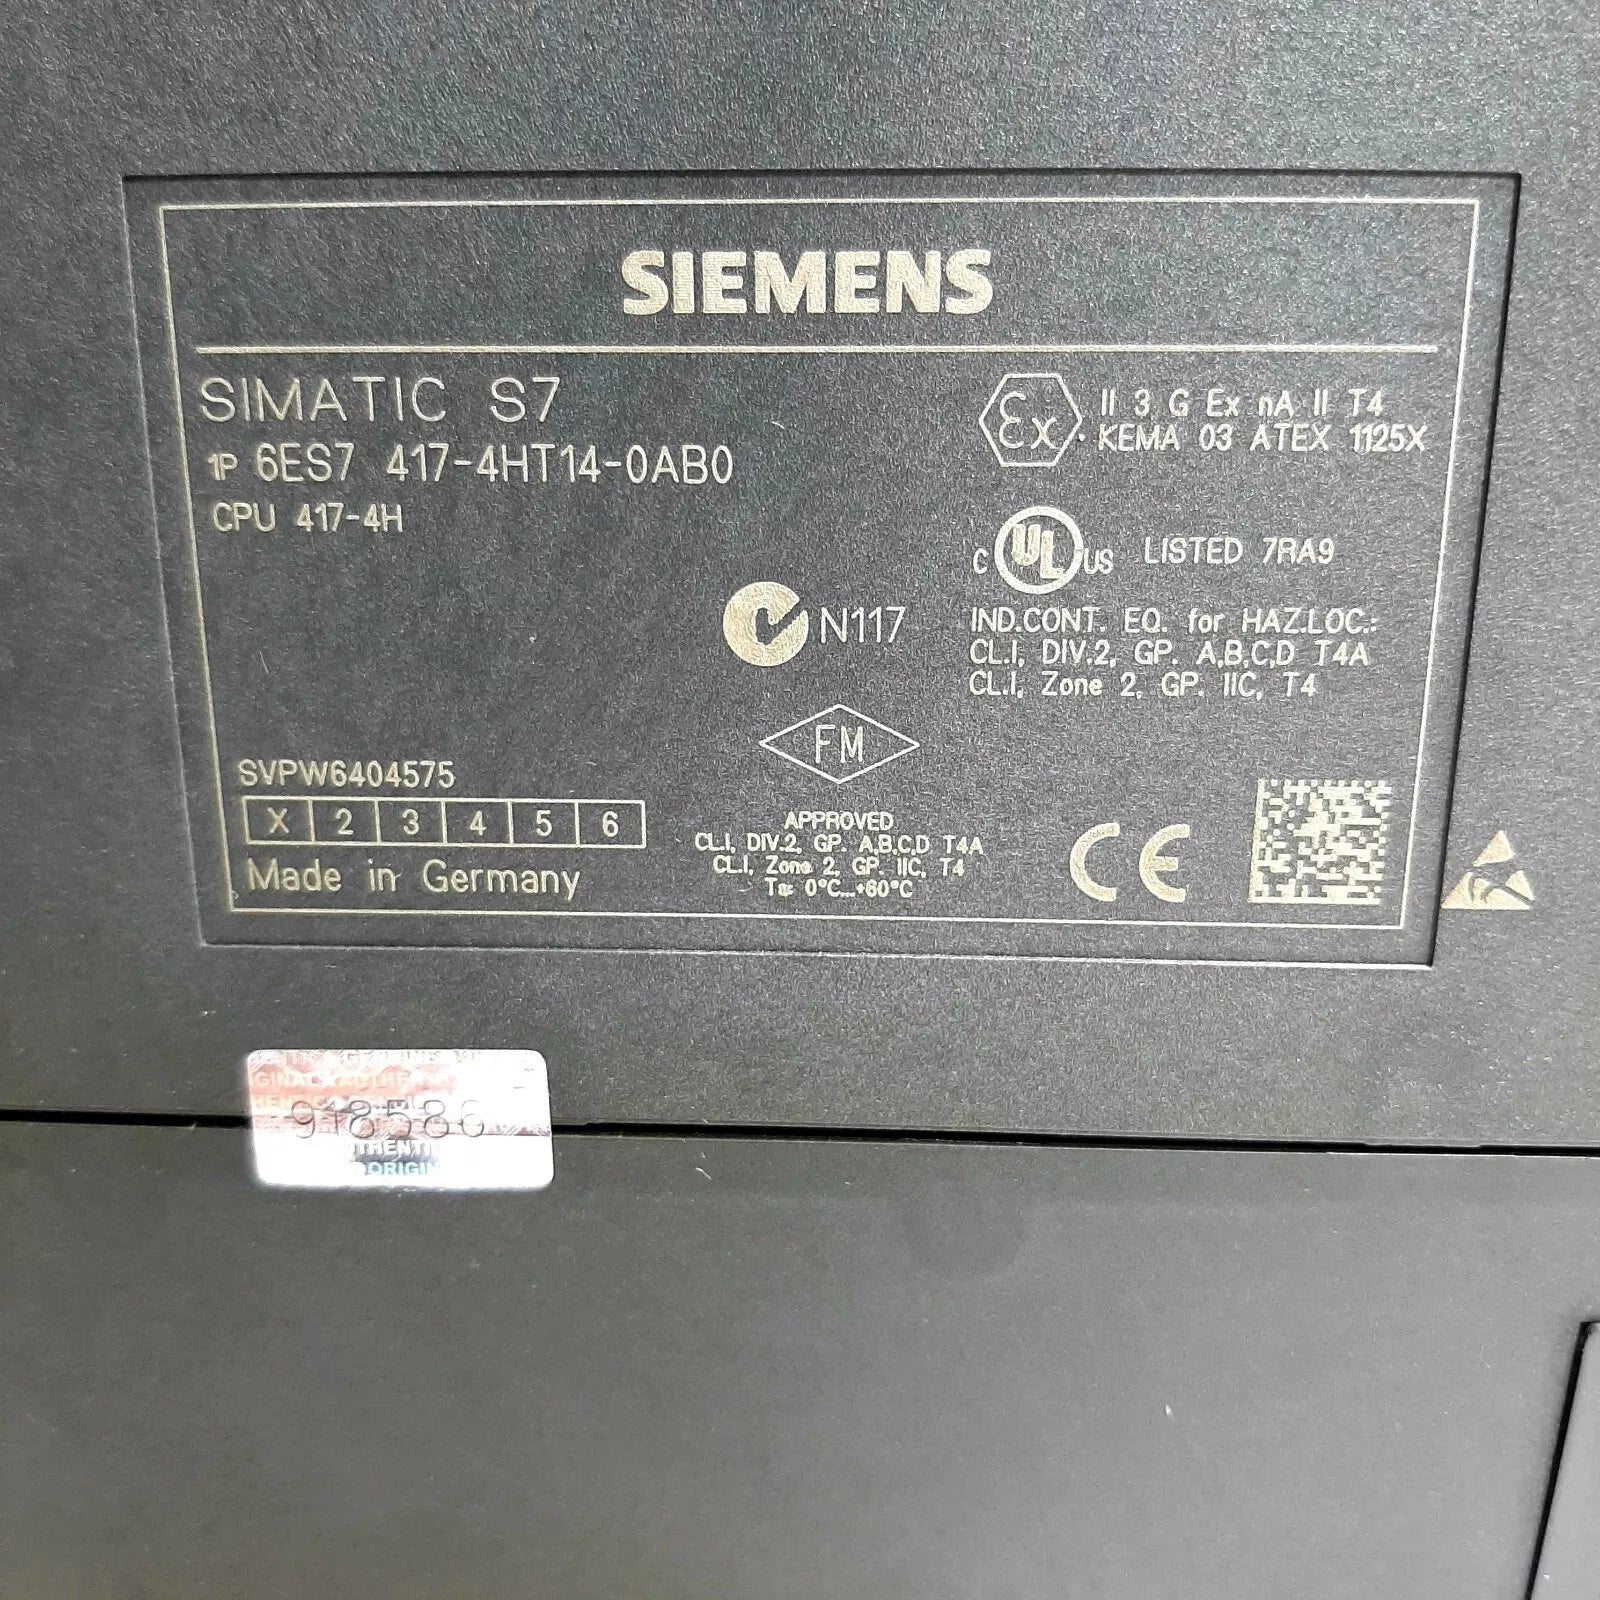 SIEMENS
SIMATIC S7
1P 6ES7 417-4HT14-0AB0
CPU 417-4H
Ex II 3 G Ex nA II T4
KEMA 03 ATEX 1125X
C UL US LISTED 7RA9
IND.CONT. EQ. for HAZ.LOC.:
CL.I, DIV.2, GP. A,B,C,D T4A
CL.I, Zone 2, GP. IIC, T4
N117
FM
APPROVED
CL.I, DIV.2, GP. A,B,C,D T4A
CL.I, Zone 2, GP. IIC, T4
Ta: 0°C...+60°C
SVPW6404575
X 2 3 4 5 6
Made in Germany
CE
918586